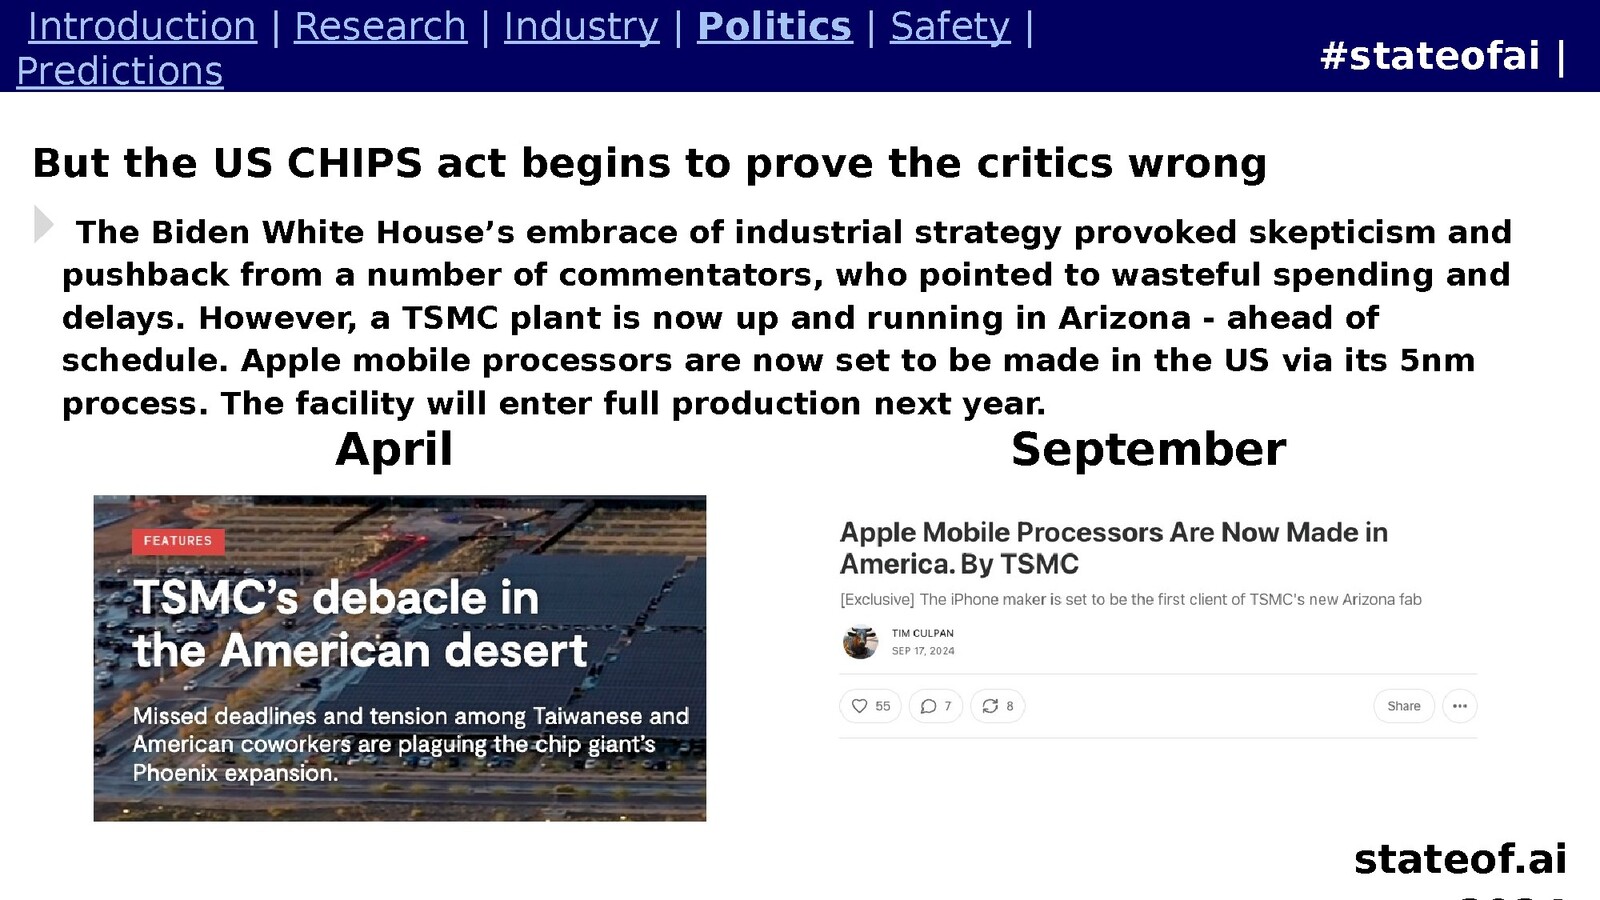 Introduction | Research | Industry | Politics | Safety |
Predictions
#stateofai |
But the US CHIPS act begins to prove the critics wrong
The Biden White House’s embrace of industrial strategy provoked skepticism and
pushback from a number of commentators, who pointed to wasteful spending and
delays. However, a TSMC plant is now up and running in Arizona - ahead of
schedule. Apple mobile processors are now set to be made in the US via its 5nm
process. The facility will enter full production next year.
April
September
FEATURES
TSMC’s debacle in
the American desert
Missed deadlines and tension among Taiwanese and
American coworkers are plaguing the chip giant’s
Phoenix expansion.
Apple Mobile Processors Are Now Made in
America. By TSMC
[Exclusive] The iPhone maker is set to be the first client of TSMC's new Arizona fab
TIM CULPAN
SEP 17, 2024
55 7 8 Share
stateof.ai